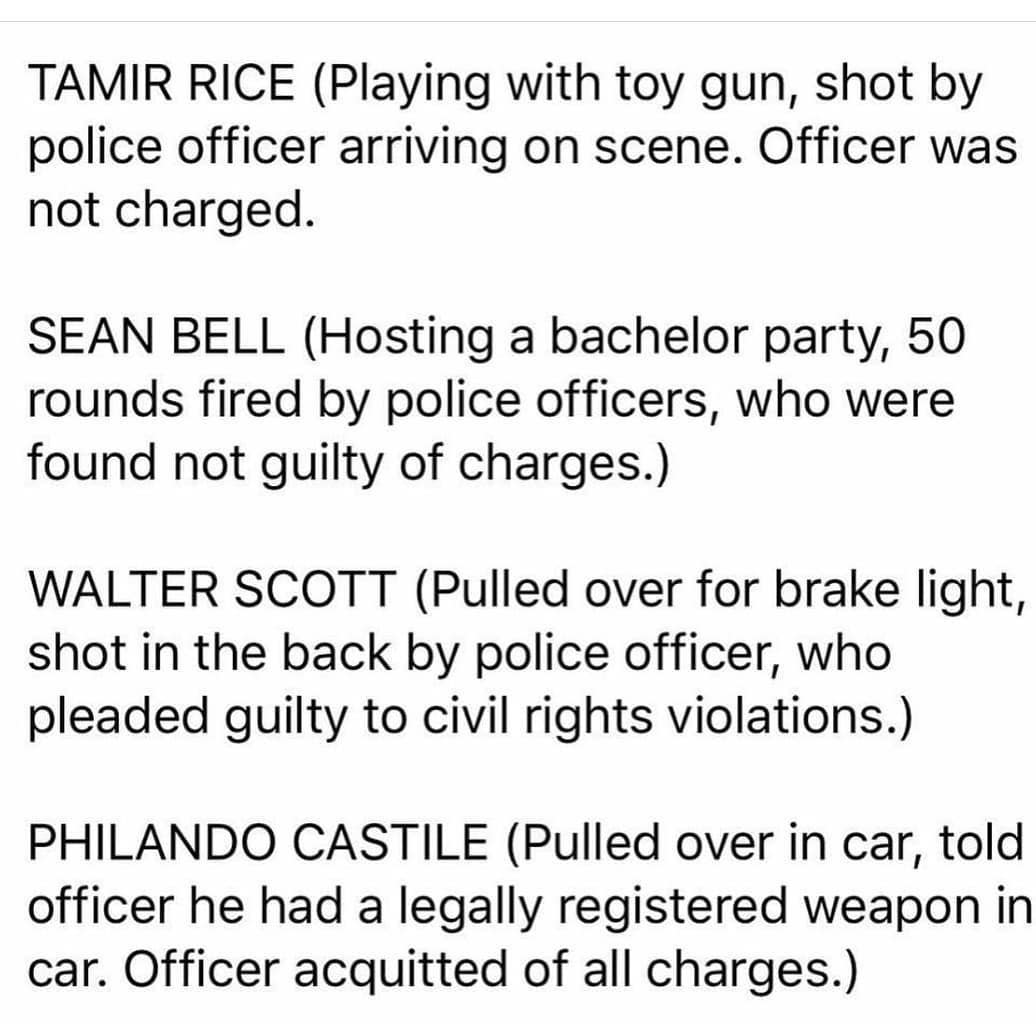 TAMIR RICE (Playing with toy gun, shot by
police officer arriving on scene. Officer was
not charged.
SEAN BELL (Hosting a bachelor party, 50
rounds fired by police officers, who were
found not guilty of charges.)
WALTER SCOTT (Pulled over for brake light,
shot in the back by police officer, who
pleaded guilty to civil rights violations.)
PHILANDO CASTILE (Pulled over in car, told
officer he had a legally registered weapon in
car. Officer acquitted of all charges.)